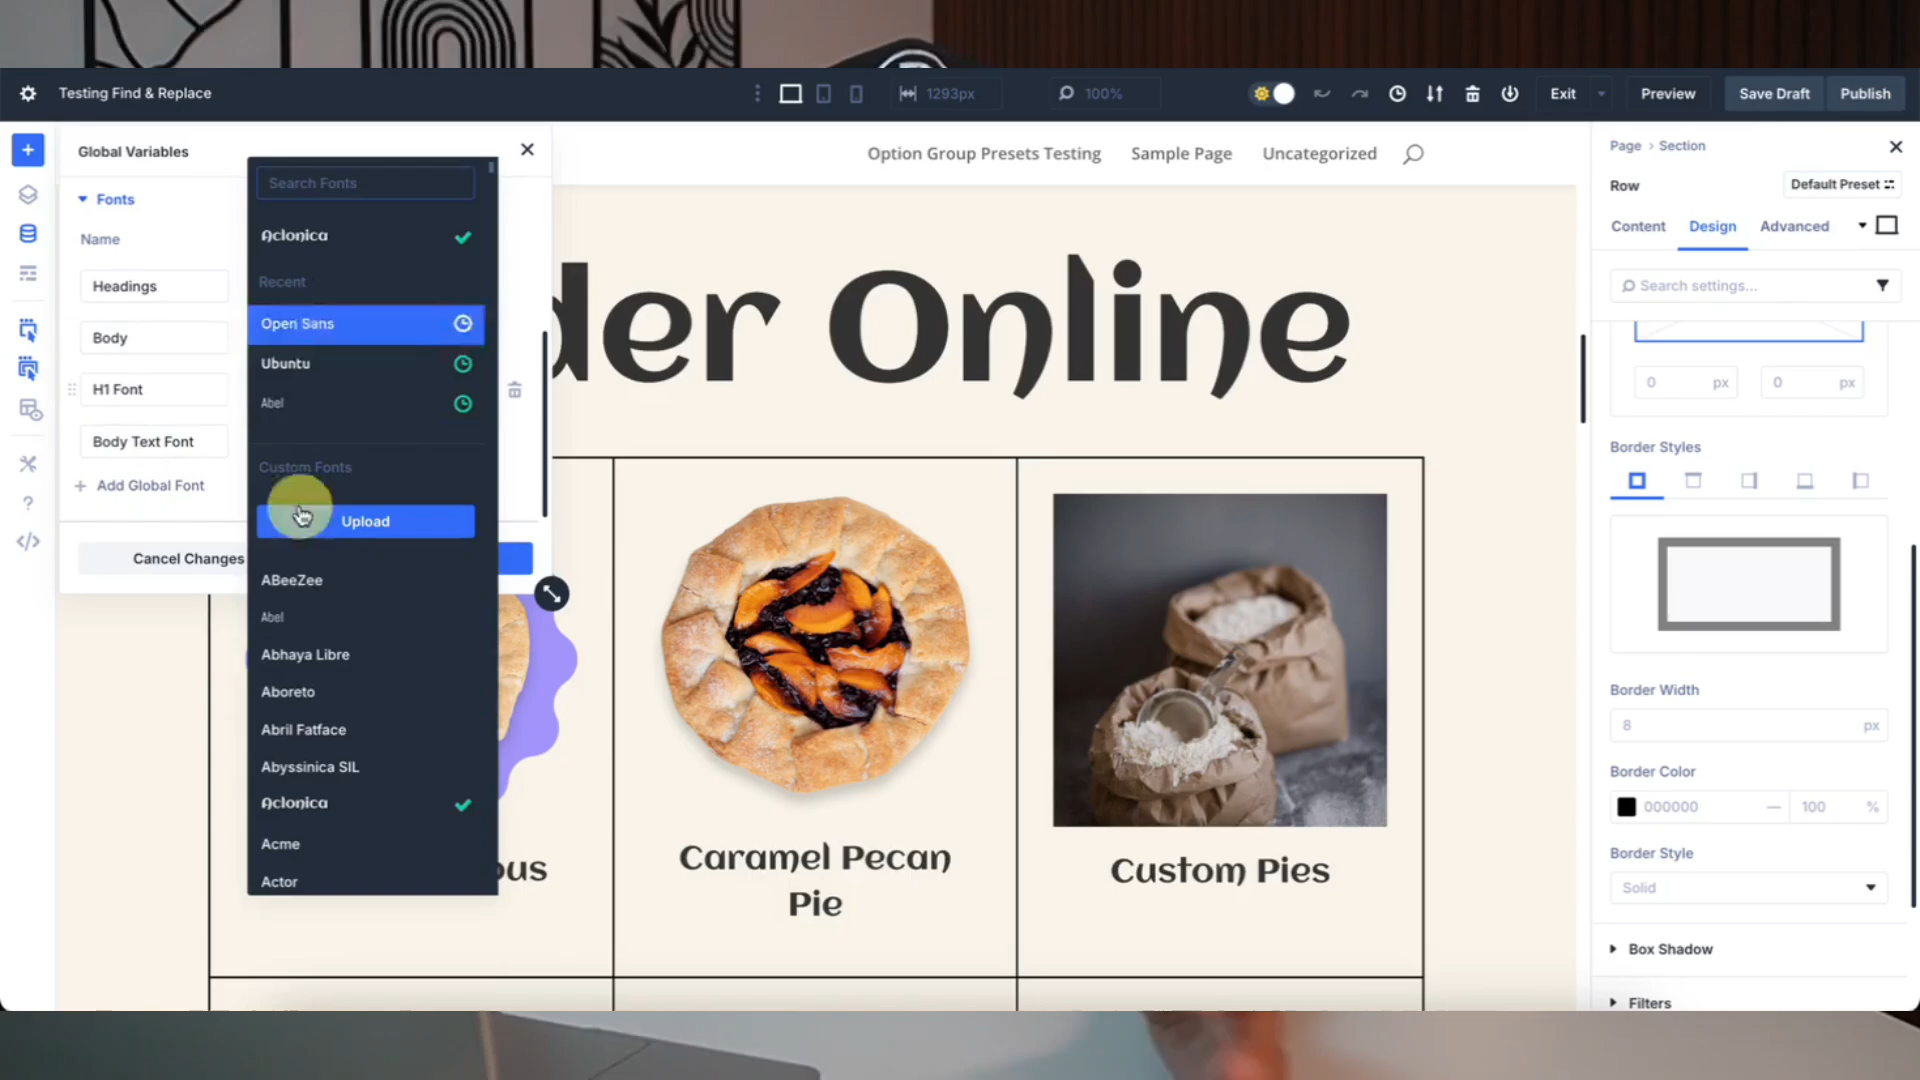 Testing Find & Replace
1293px
100%
Exit
Preview
Save Draft
Publish
Global Variables
Fonts
Name
Headings
Body
H1 Font
Body Text Font
Add Global Font
Cancel Changes
Search Fonts
Aclonica
Recent
Open Sans
Ubuntu
Abel
Custom Fonts
Upload
ABeeZee
Abel
Abhaya Libre
Aboreto
Abril Fatface
Abyssinica SIL
Aclonica
Acme
Actor
Option Group Presets Testing
Sample Page
Uncategorized
der Online
ous
Caramel Pecan
Pie
Custom Pies
Page > Section
Row
Default Preset
Content
Design
Advanced
Search settings...
0 px
0 px
Border Styles
Border Width
8 px
Border Color
000000
100 %
Border Style
Solid
Box Shadow
Filters